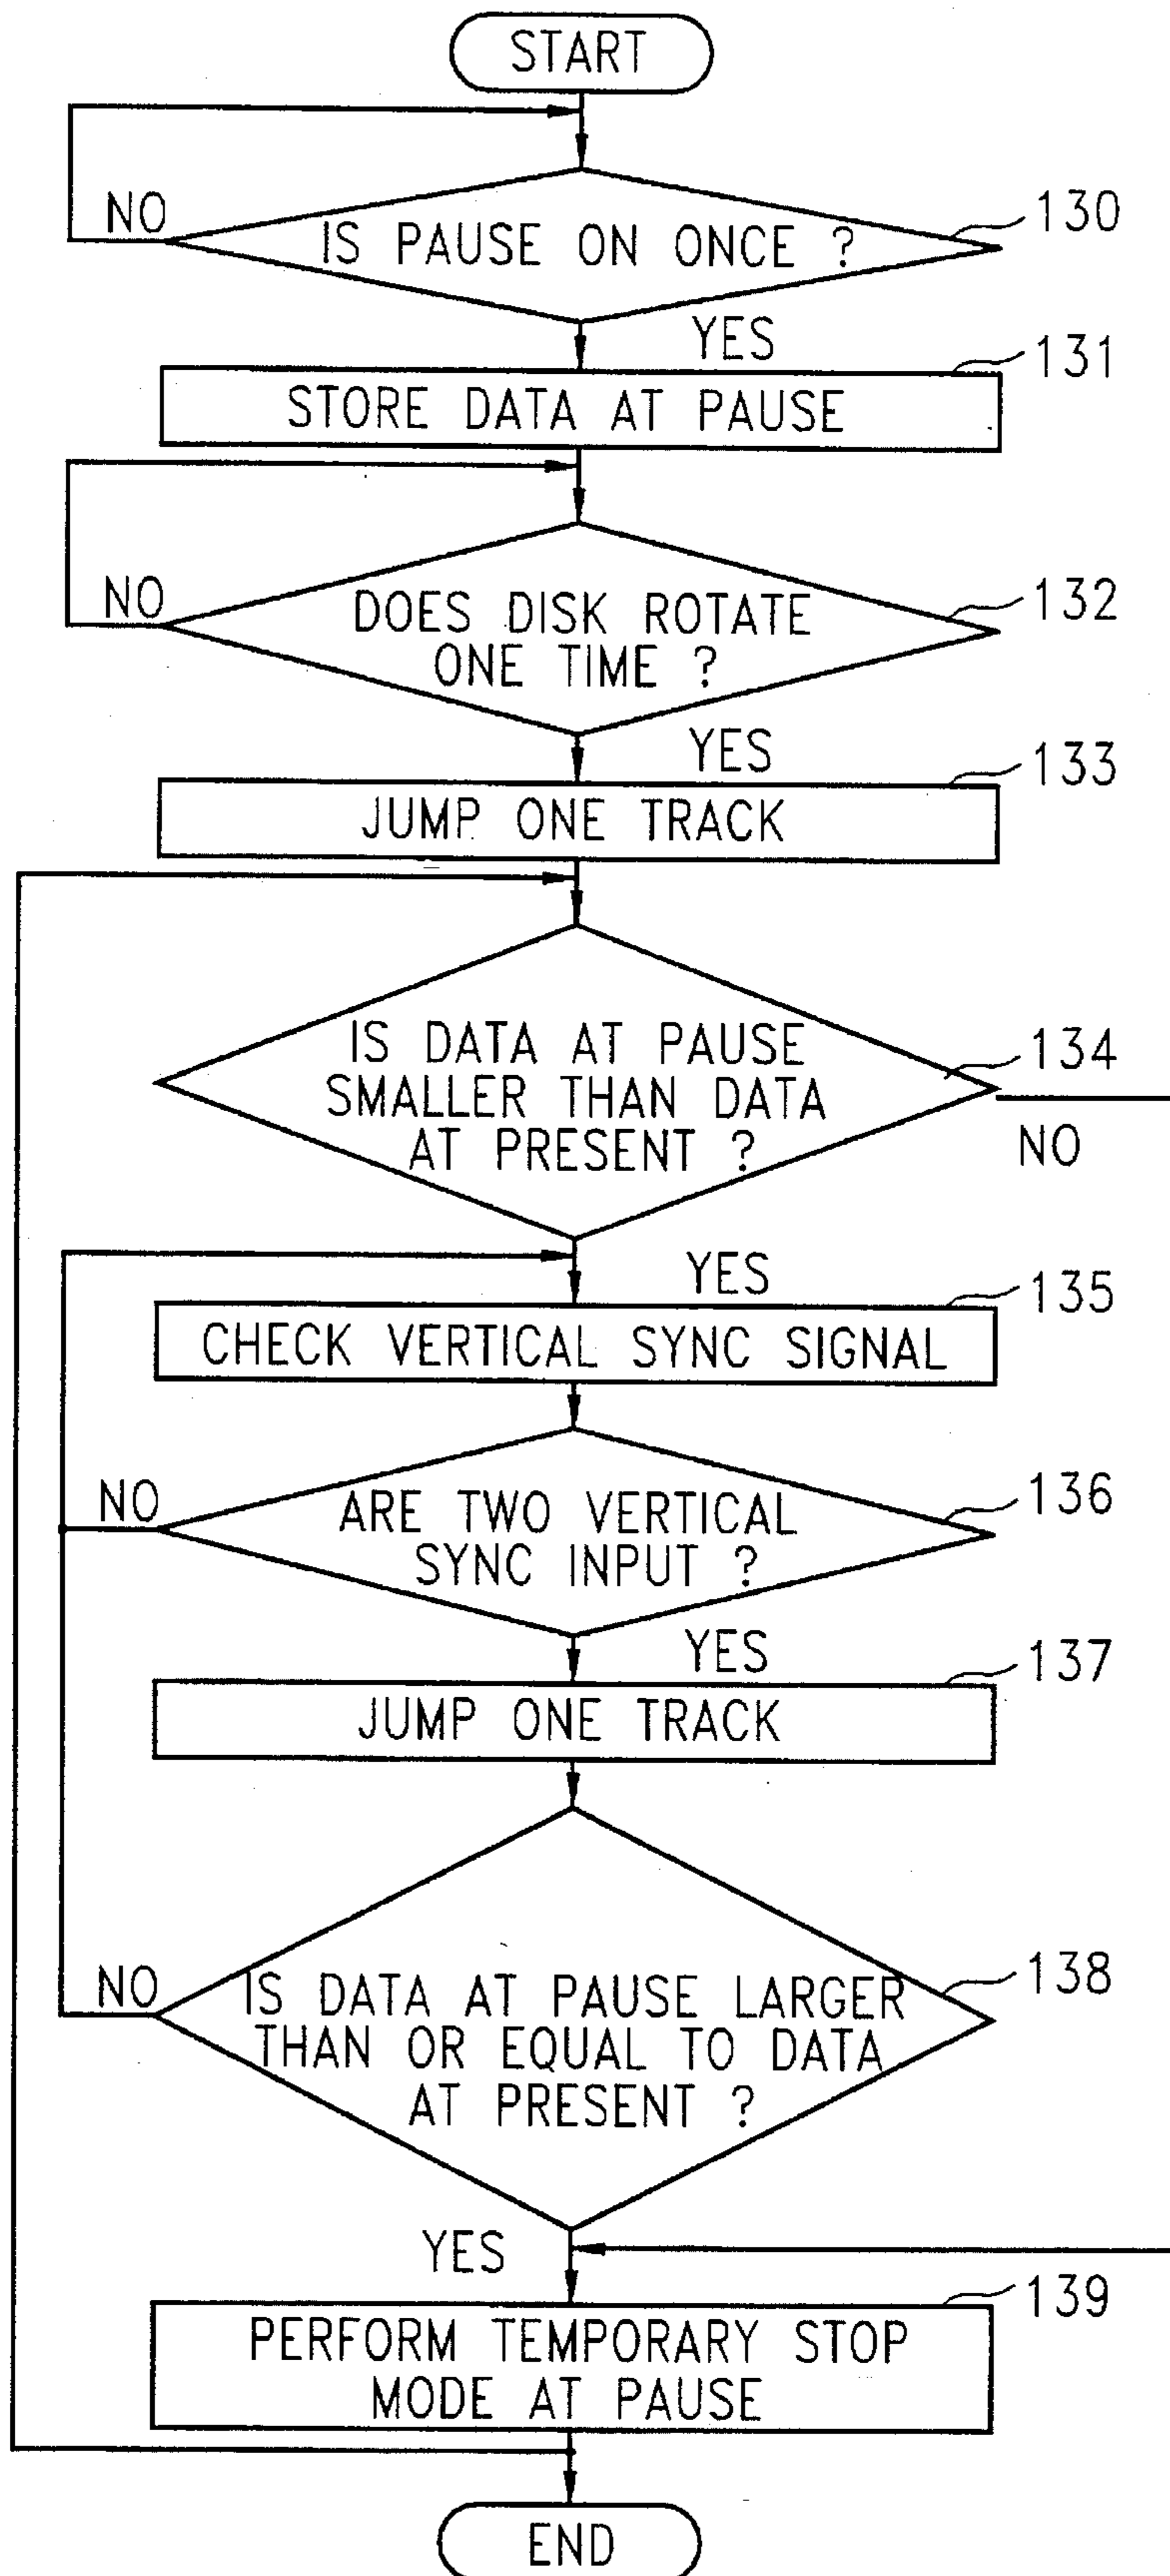 START
NO
IS PAUSE ON ONCE ?
130
YES
131
STORE DATA AT PAUSE
NO
DOES DISK ROTATE
ONE TIME ?
132
YES
133
JUMP ONE TRACK
IS DATA AT PAUSE
SMALLER THAN DATA
AT PRESENT ?
134
NO
YES
135
CHECK VERTICAL SYNC SIGNAL
NO
ARE TWO VERTICAL
SYNC INPUT ?
136
YES
137
JUMP ONE TRACK
NO
IS DATA AT PAUSE LARGER
THAN OR EQUAL TO DATA
AT PRESENT ?
138
YES
139
PERFORM TEMPORARY STOP
MODE AT PAUSE
END